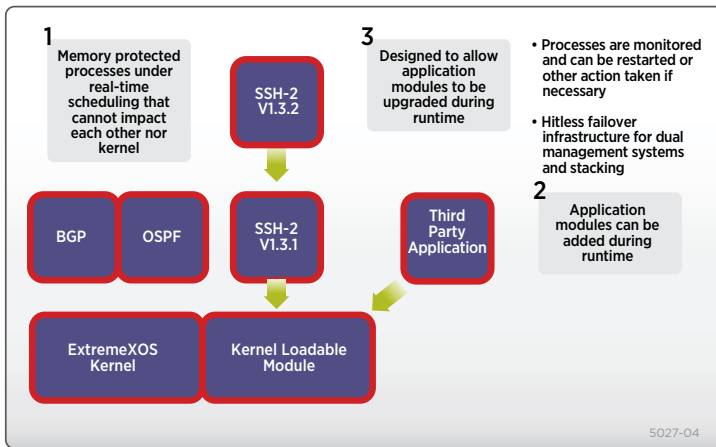 1
Memory protected
processes under
real-time
scheduling that
cannot impact
each other nor
kernel
SSH-2
V1.3.2
3
Designed to allow
application
modules to be
upgraded during
runtime
• Processes are monitored
and can be restarted or
other action taken if
necessary
• Hitless failover
infrastructure for dual
management systems
and stacking
2
Application
modules can be
added during
runtime
BGP
OSPF
SSH-2
V1.3.1
Third
Party
Application
ExtremeXOS
Kernel
Kernel Loadable
Module
5027-04